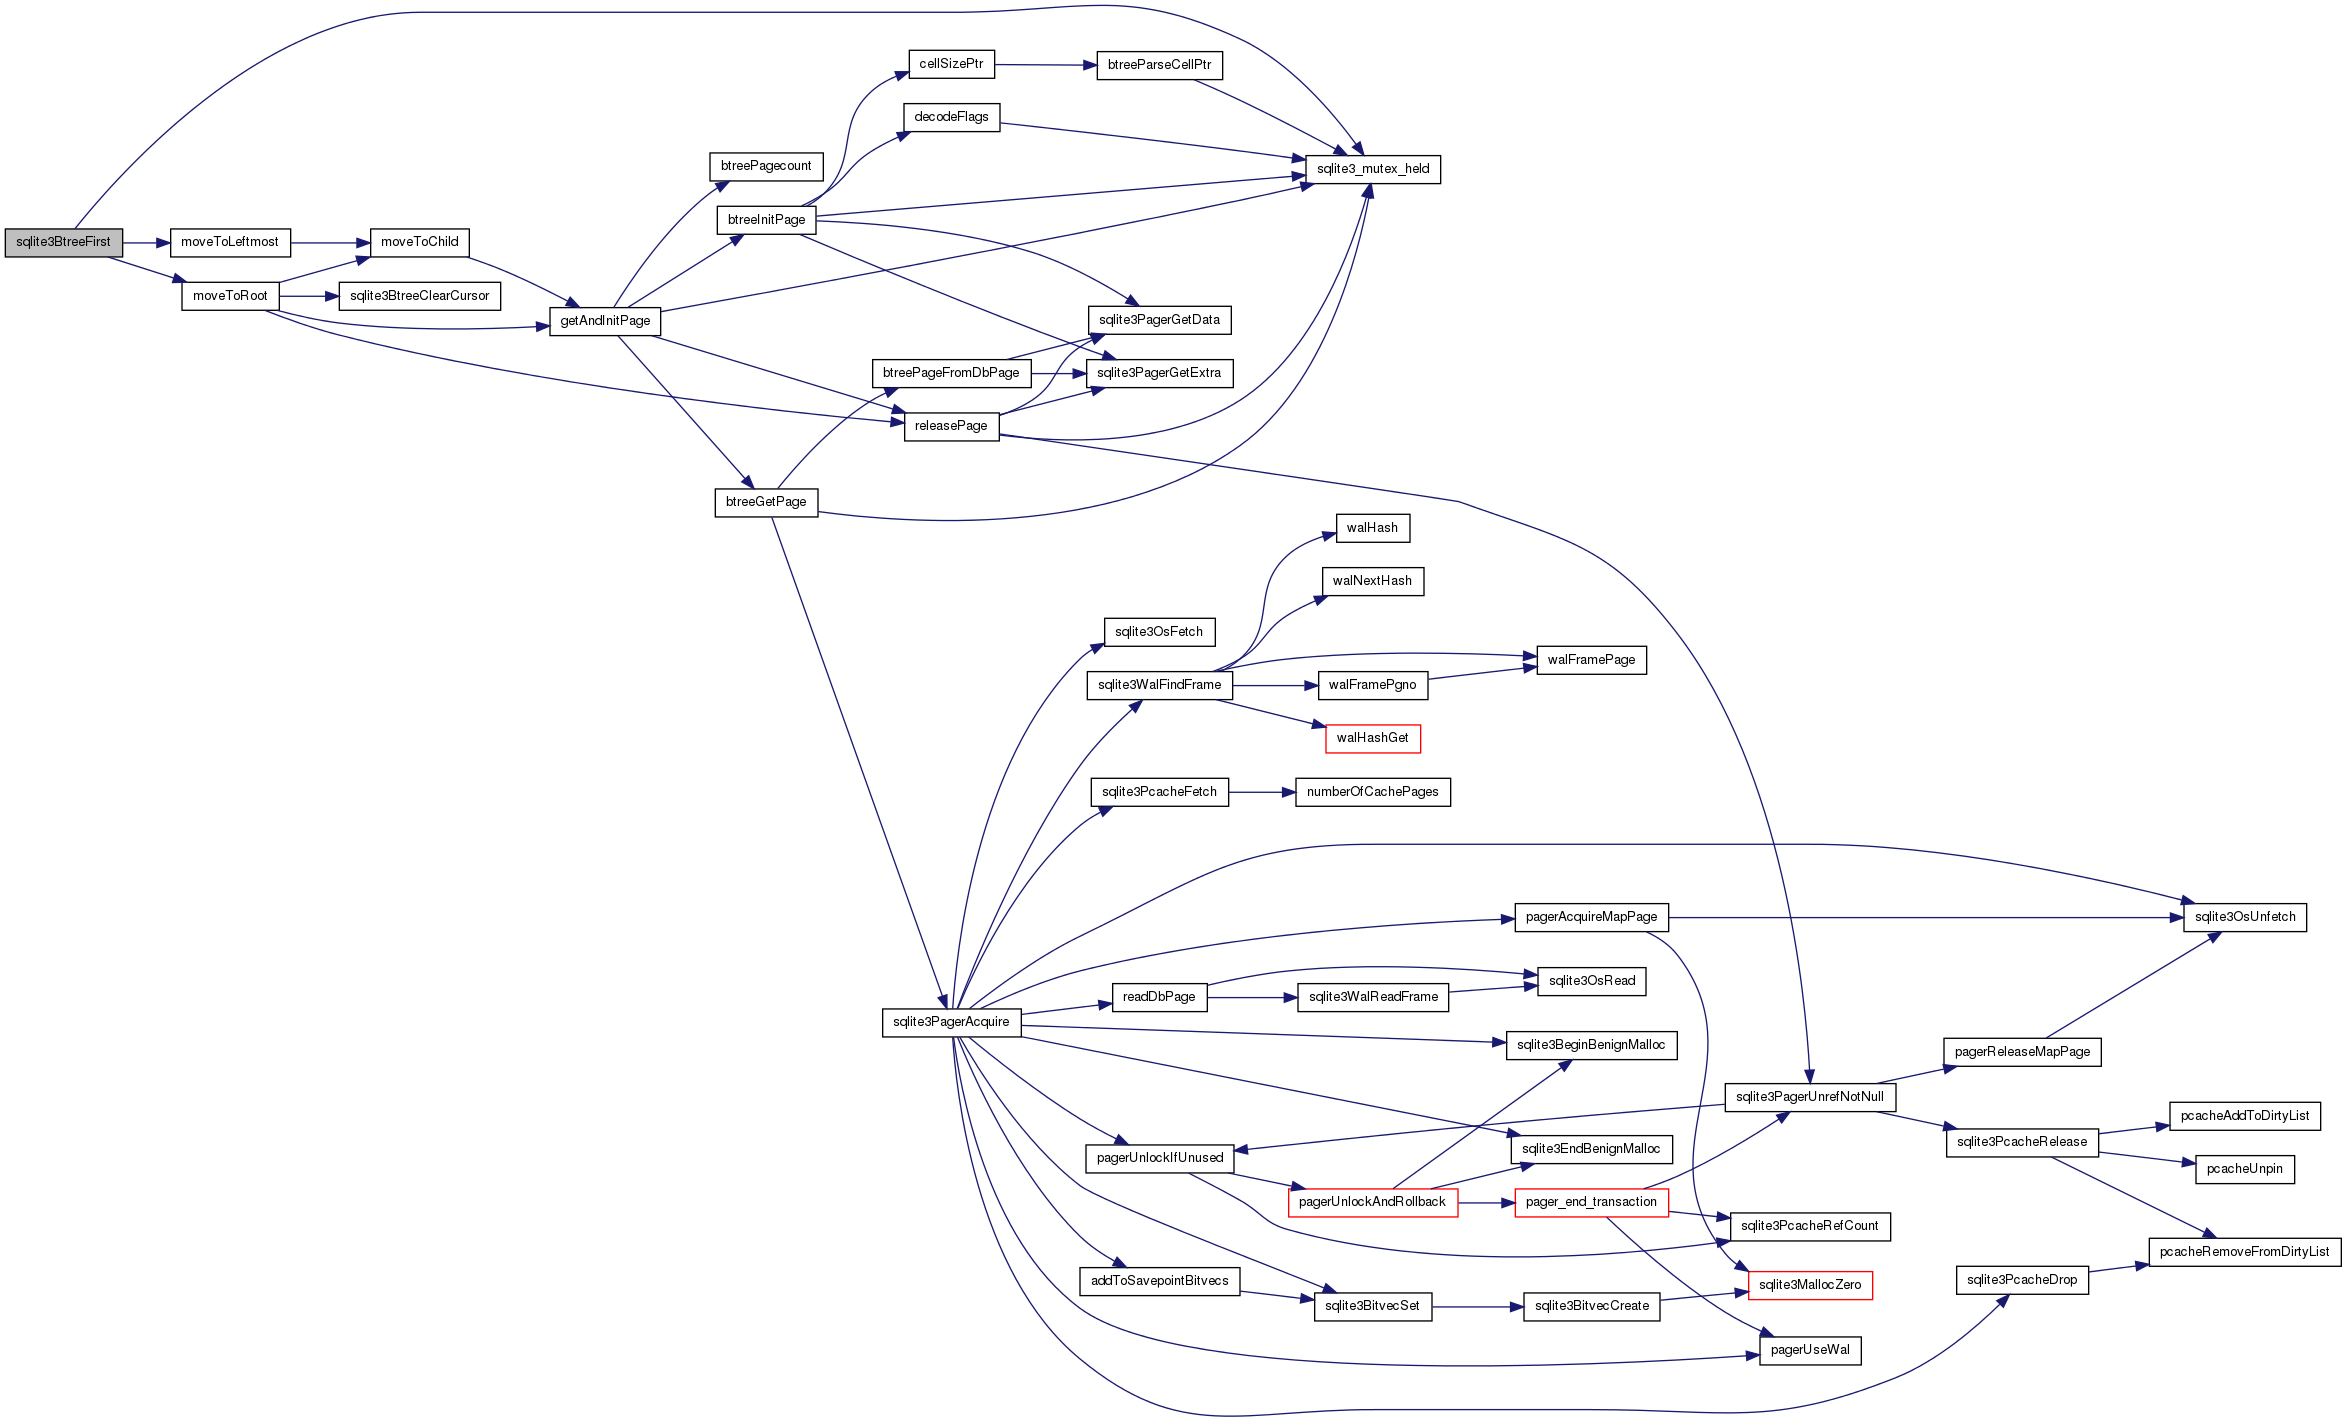 cellSizePtr
btreeParseCellPtr
decodeFlags
btreePagecount
sqlite3_mutex_held
btreeInitPage
sqlite3BtreeFirst
moveToLeftmost
moveToChild
moveToRoot
sqlite3BtreeClearCursor
getAndInitPage
sqlite3PagerGetData
btreePageFromDbPage
sqlite3PagerGetExtra
releasePage
btreeGetPage
walHash
walNextHash
sqlite3OsFetch
walFramePage
sqlite3WalFindFrame
walFramePgno
walHashGet
sqlite3PcacheFetch
numberOfCachePages
pagerAcquireMapPage
sqlite3OsUnfetch
sqlite3OsRead
readDbPage
sqlite3WalReadFrame
sqlite3PagerAcquire
sqlite3BeginBenignMalloc
pagerReleaseMapPage
sqlite3PagerUnrefNotNull
pcacheAddToDirtyList
sqlite3PcacheRelease
sqlite3EndBenignMalloc
pagerUnlockIfUnused
pcacheUnpin
pagerUnlockAndRollback
pager_end_transaction
sqlite3PcacheRefCount
pcacheRemoveFromDirtyList
addToSavepointBitvecs
sqlite3PcacheDrop
sqlite3MallocZero
sqlite3BitvecSet
sqlite3BitvecCreate
pagerUseWal